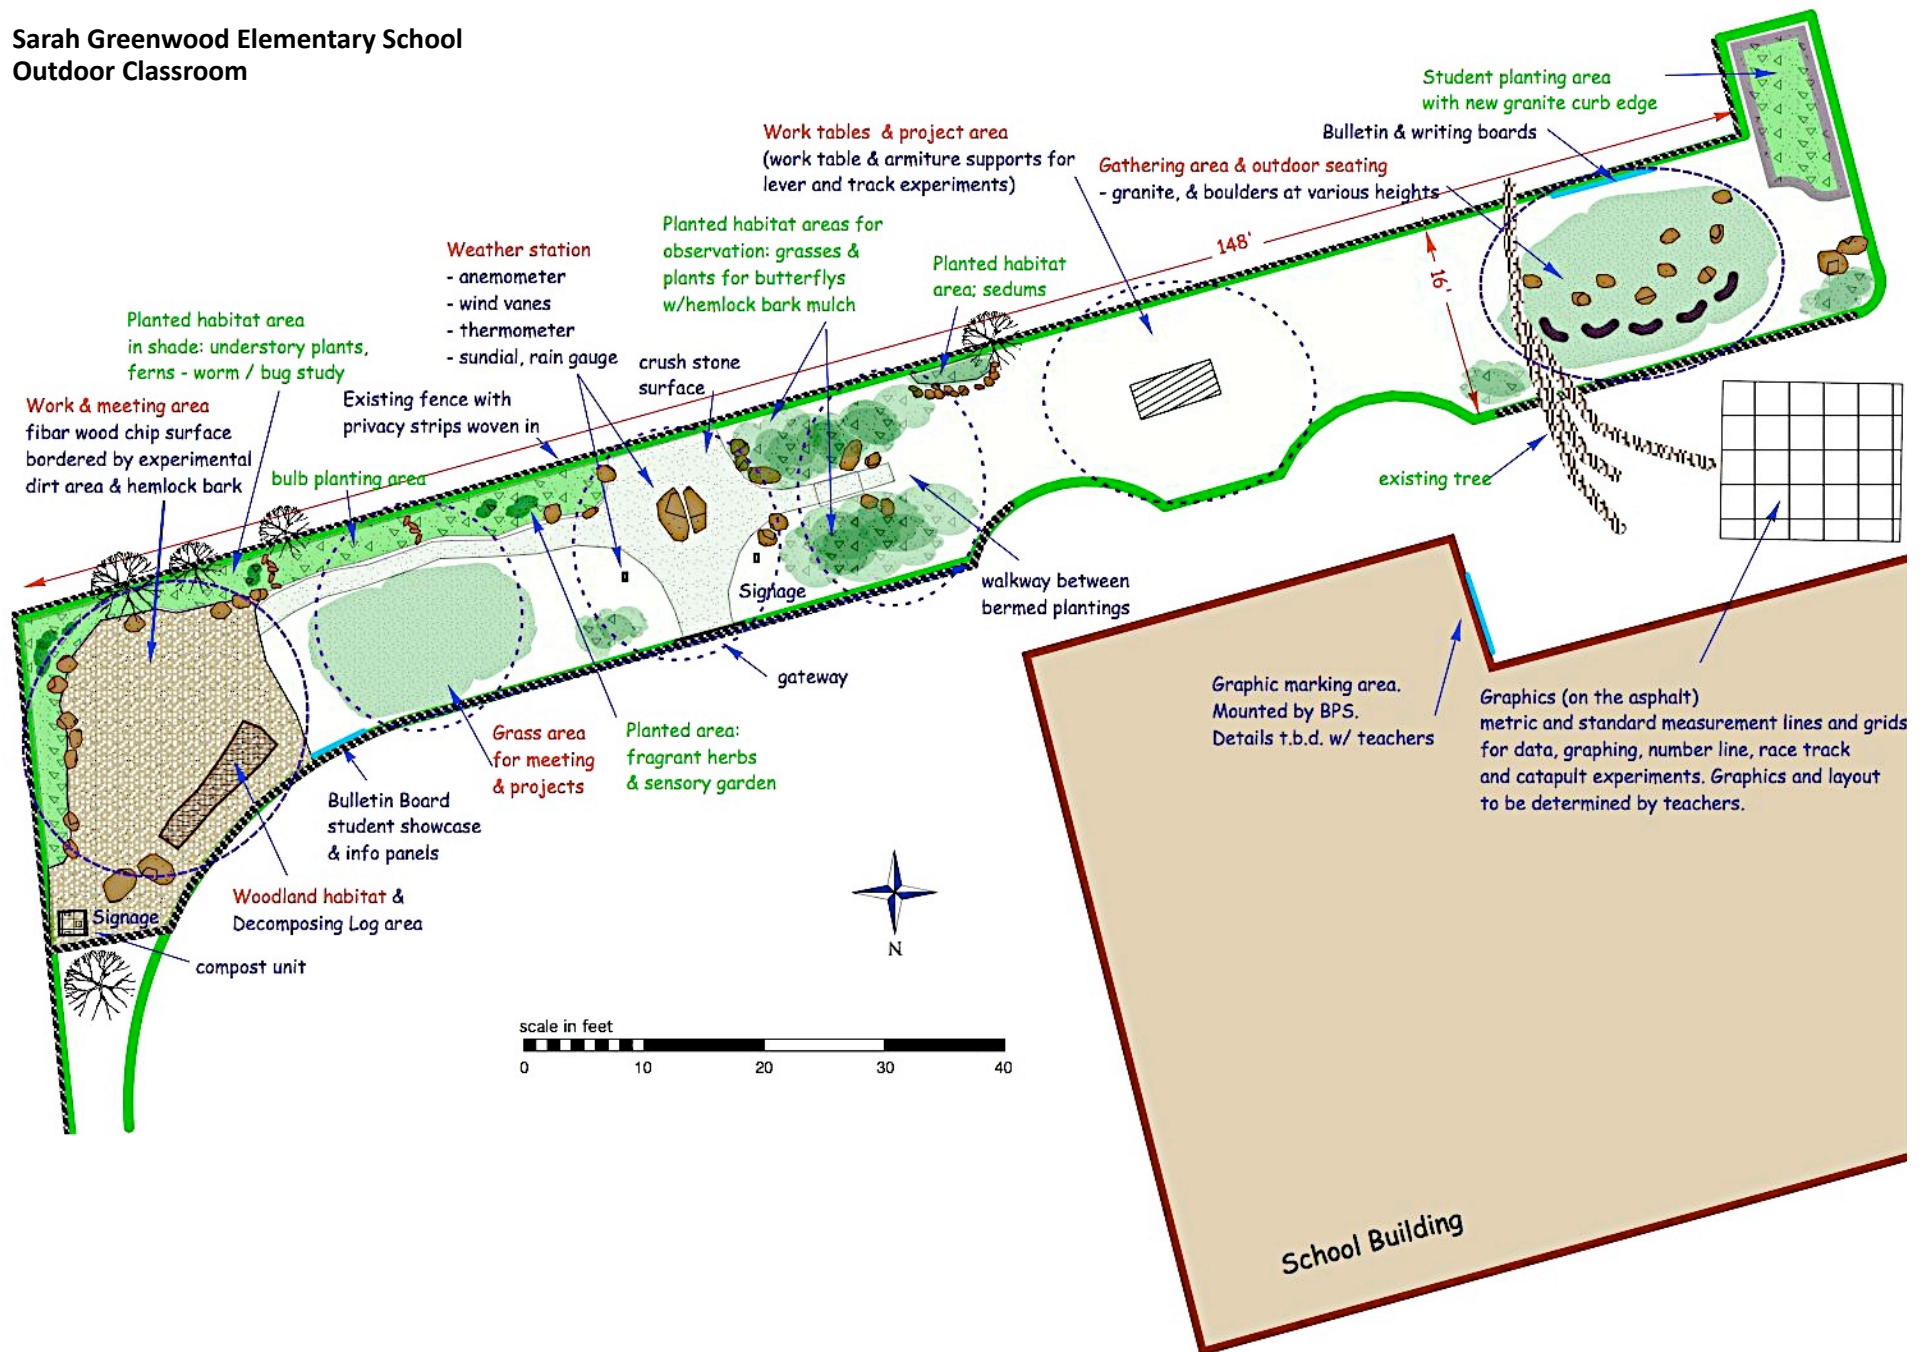 Sarah Greenwood Elementary School
Outdoor Classroom
Student planting area
with new granite curb edge
Bulletin & writing boards
Work tables & project area
(work table & armiture supports for
lever and track experiments)
Gathering area & outdoor seating
- granite, & boulders at various heights
148'
16'
Planted habitat areas for
observation: grasses &
plants for butterflys
w/hemlock bark mulch
Planted habitat
area; sedums
Weather station
- anemometer
- wind vanes
- thermometer
- sundial, rain gauge
crush stone
surface
Planted habitat area
in shade: understory plants,
ferns - worm / bug study
Existing fence with
privacy strips woven in
Work & meeting area
fibar wood chip surface
bordered by experimental
dirt area & hemlock bark
bulb planting area
existing tree
Signage
walkway between
bermed plantings
gateway
Graphic marking area.
Mounted by BPS.
Details t.b.d. w/ teachers
Graphics (on the asphalt)
metric and standard measurement lines and grids
for data, graphing, number line, race track
and catapult experiments. Graphics and layout
to be determined by teachers.
Grass area
for meeting
& projects
Planted area:
fragrant herbs
& sensory garden
Bulletin Board
student showcase
& info panels
Woodland habitat &
Decomposing Log area
Signage
compost unit
N
scale in feet
0 10 20 30 40
School Building